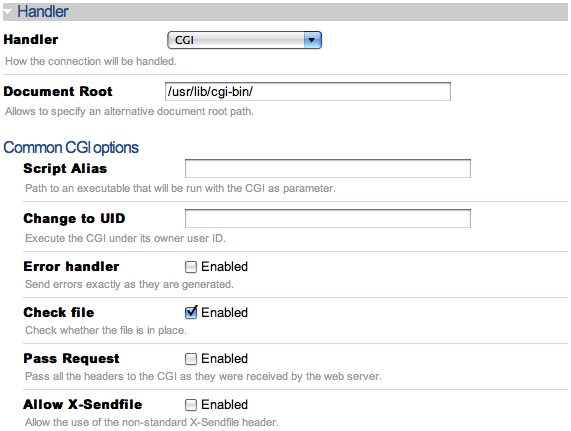 Handler
Handler CGI
How the connection will be handled.
Document Root /usr/lib/cgi-bin/
Allows to specify an alternative document root path.
Common CGI options
Script Alias
Path to an executable that will be run with the CGI as parameter.
Change to UID
Execute the CGI under its owner user ID.
Error handler Enabled
Send errors exactly as they are generated.
Check file Enabled
Check whether the file is in place.
Pass Request Enabled
Pass all the headers to the CGI as they were received by the web server.
Allow X-Sendfile Enabled
Allow the use of the non-standard X-Sendfile header.